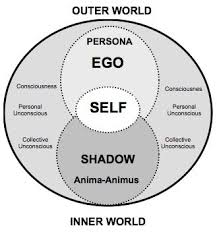 OUTER WORLD
PERSONA
EGO
Consciousness
Consciousnes
Personal
Unconscious
Personal
Unconscious
SELF
Collective
Unconscious
Collective
Unconscious
SHADOW
Anima-Animus
INNER WORLD